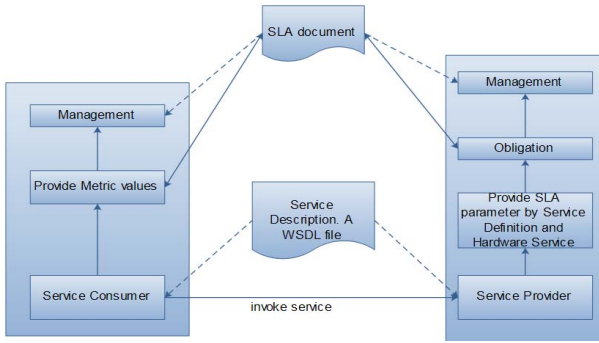 SLA document
Management
Provide Metric values
Service Consumer
Service
Description. A
WSDL file
invoke service
Management
Obligation
Provide SLA
parameter by Service
Definition and
Hardware Service
Service Provider